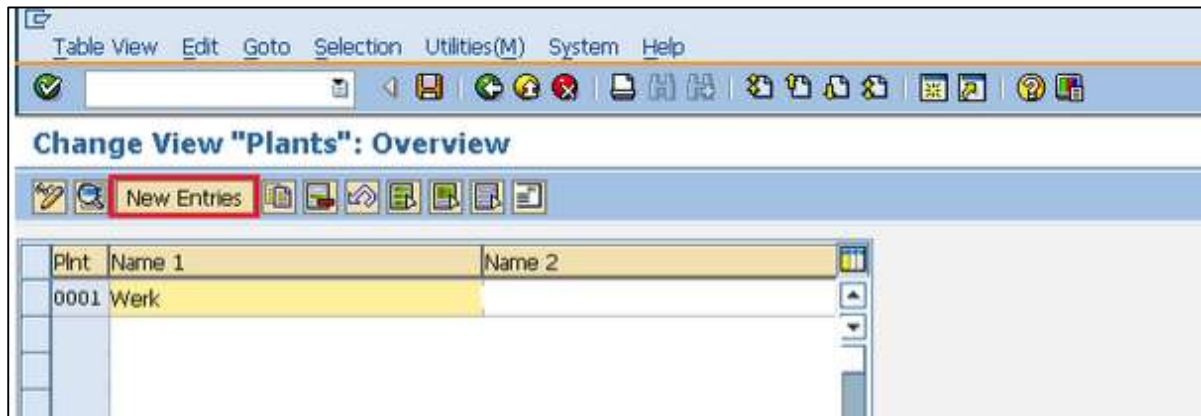 Table View Edit Goto Selection Utilities(M) System Help
Change View "Plants": Overview
New Entries
Plnt Name 1 Name 2
0001 Werk